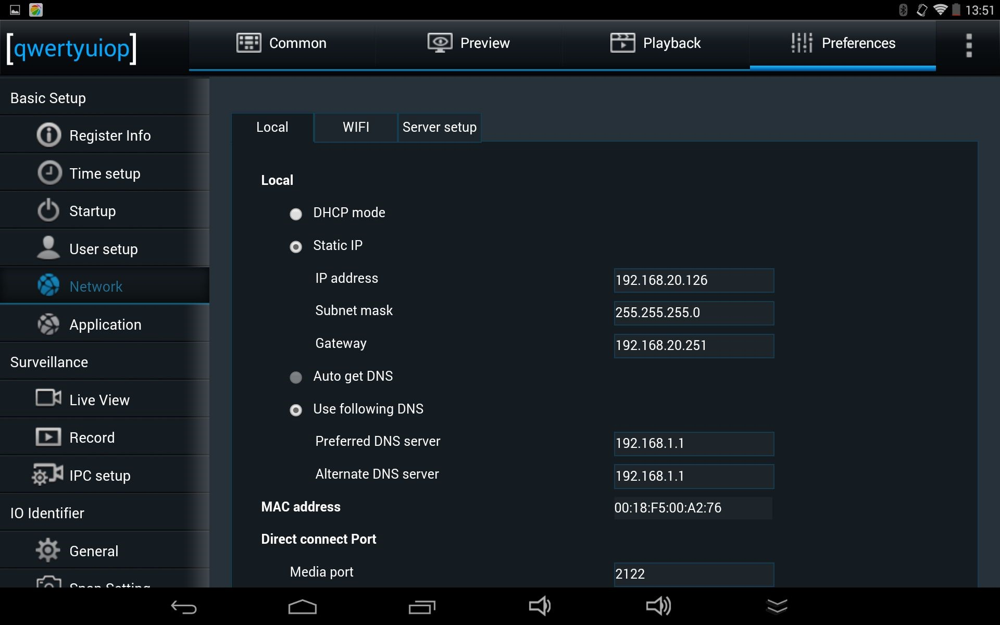 13:51
[qwertyuiop]
Common
Preview
Playback
Preferences
Basic Setup
Register Info
Time setup
Startup
User setup
Network
Application
Surveillance
Live View
Record
IPC setup
IO Identifier
General
Snap Setting
Local
WIFI
Server setup
Local
DHCP mode
Static IP
IP address 192.168.20.126
Subnet mask 255.255.255.0
Gateway 192.168.20.251
Auto get DNS
Use following DNS
Preferred DNS server 192.168.1.1
Alternate DNS server 192.168.1.1
MAC address 00:18:F5:00:A2:76
Direct connect Port
Media port 2122